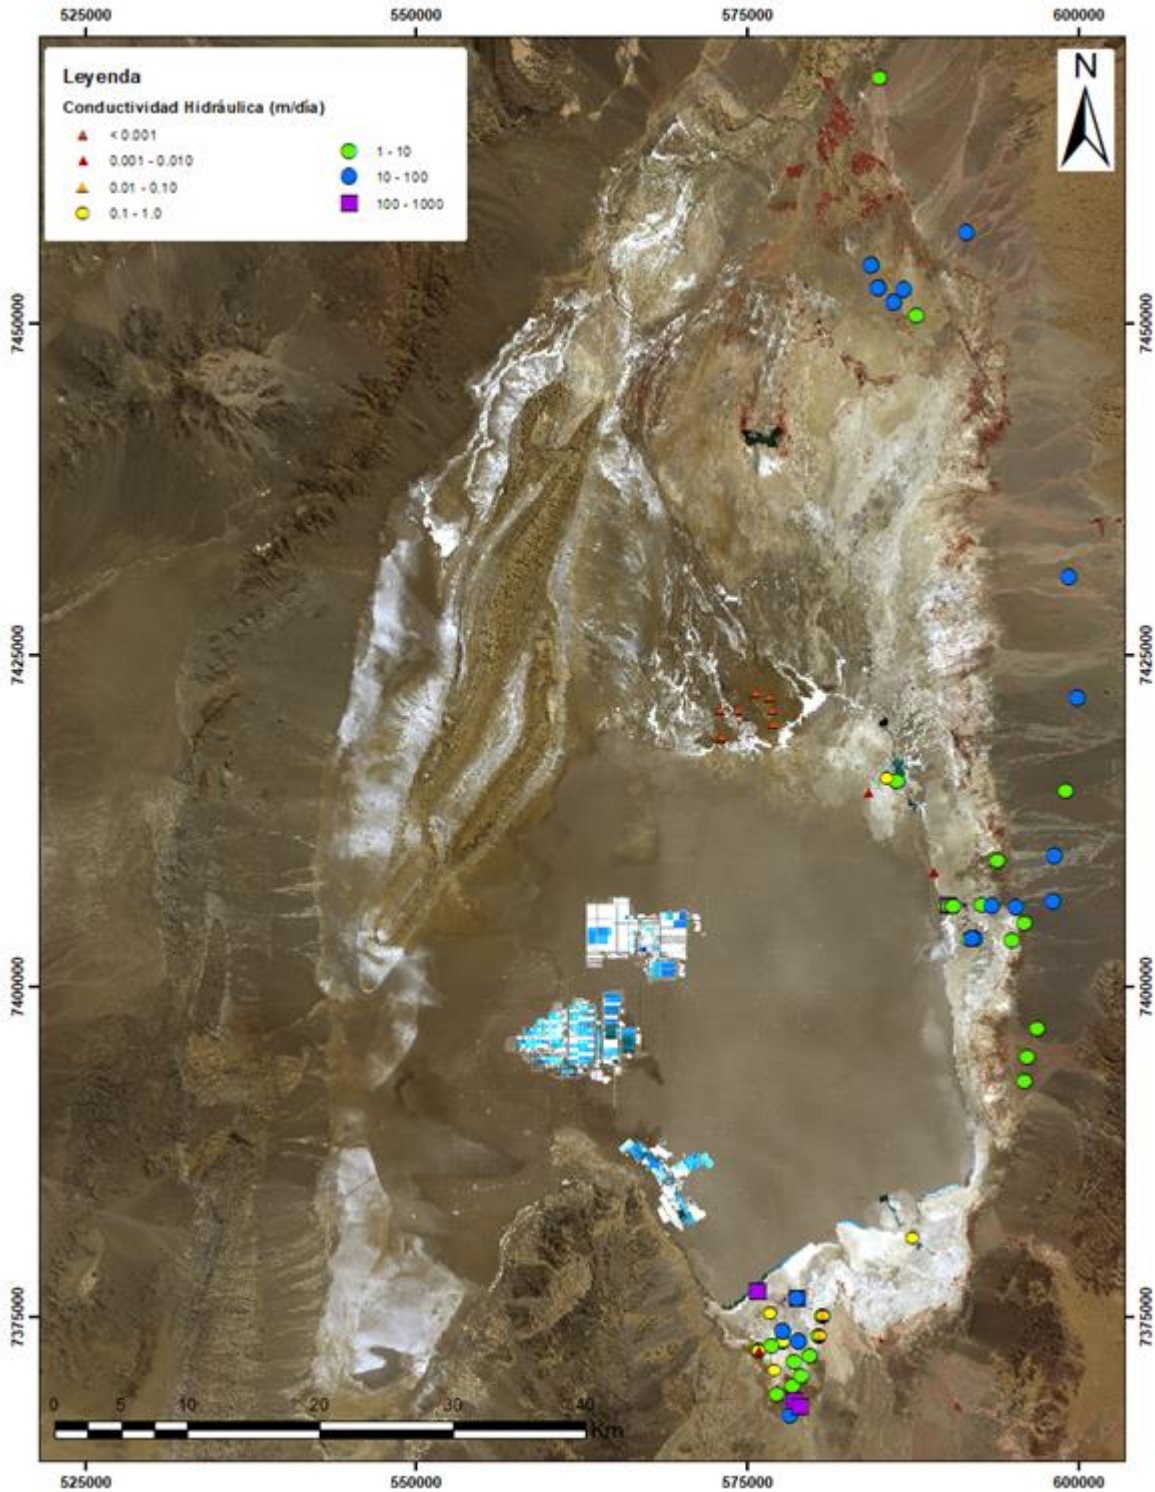 525000 550000 575000 600000
Leyenda
Conductividad Hidráulica (m/día)
< 0.001
0.001 - 0.010
0.01 - 0.10
0.1 - 1.0
1 - 10
10 - 100
100 - 1000
N
7450000 7450000
7425000 7425000
7400000 7400000
7375000 7375000
0 5 10 20 30 40
Km
525000 550000 575000 600000